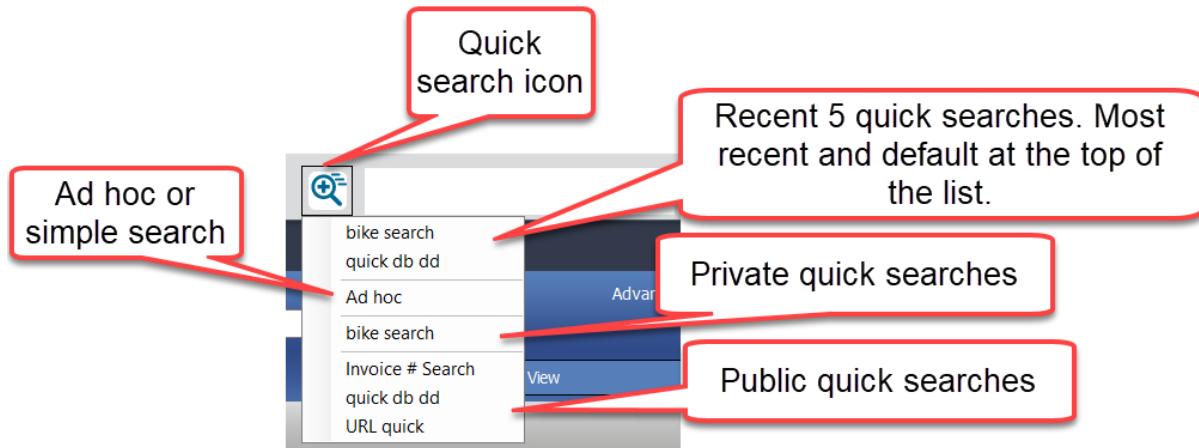 Quick
search icon
Recent 5 quick searches. Most
recent and default at the top of
the list.
Ad hoc or
simple search
bike search
quick db dd
Ad hoc
Advan
Private quick searches
bike search
Invoice # Search
quick db dd
URL quick
View
Public quick searches